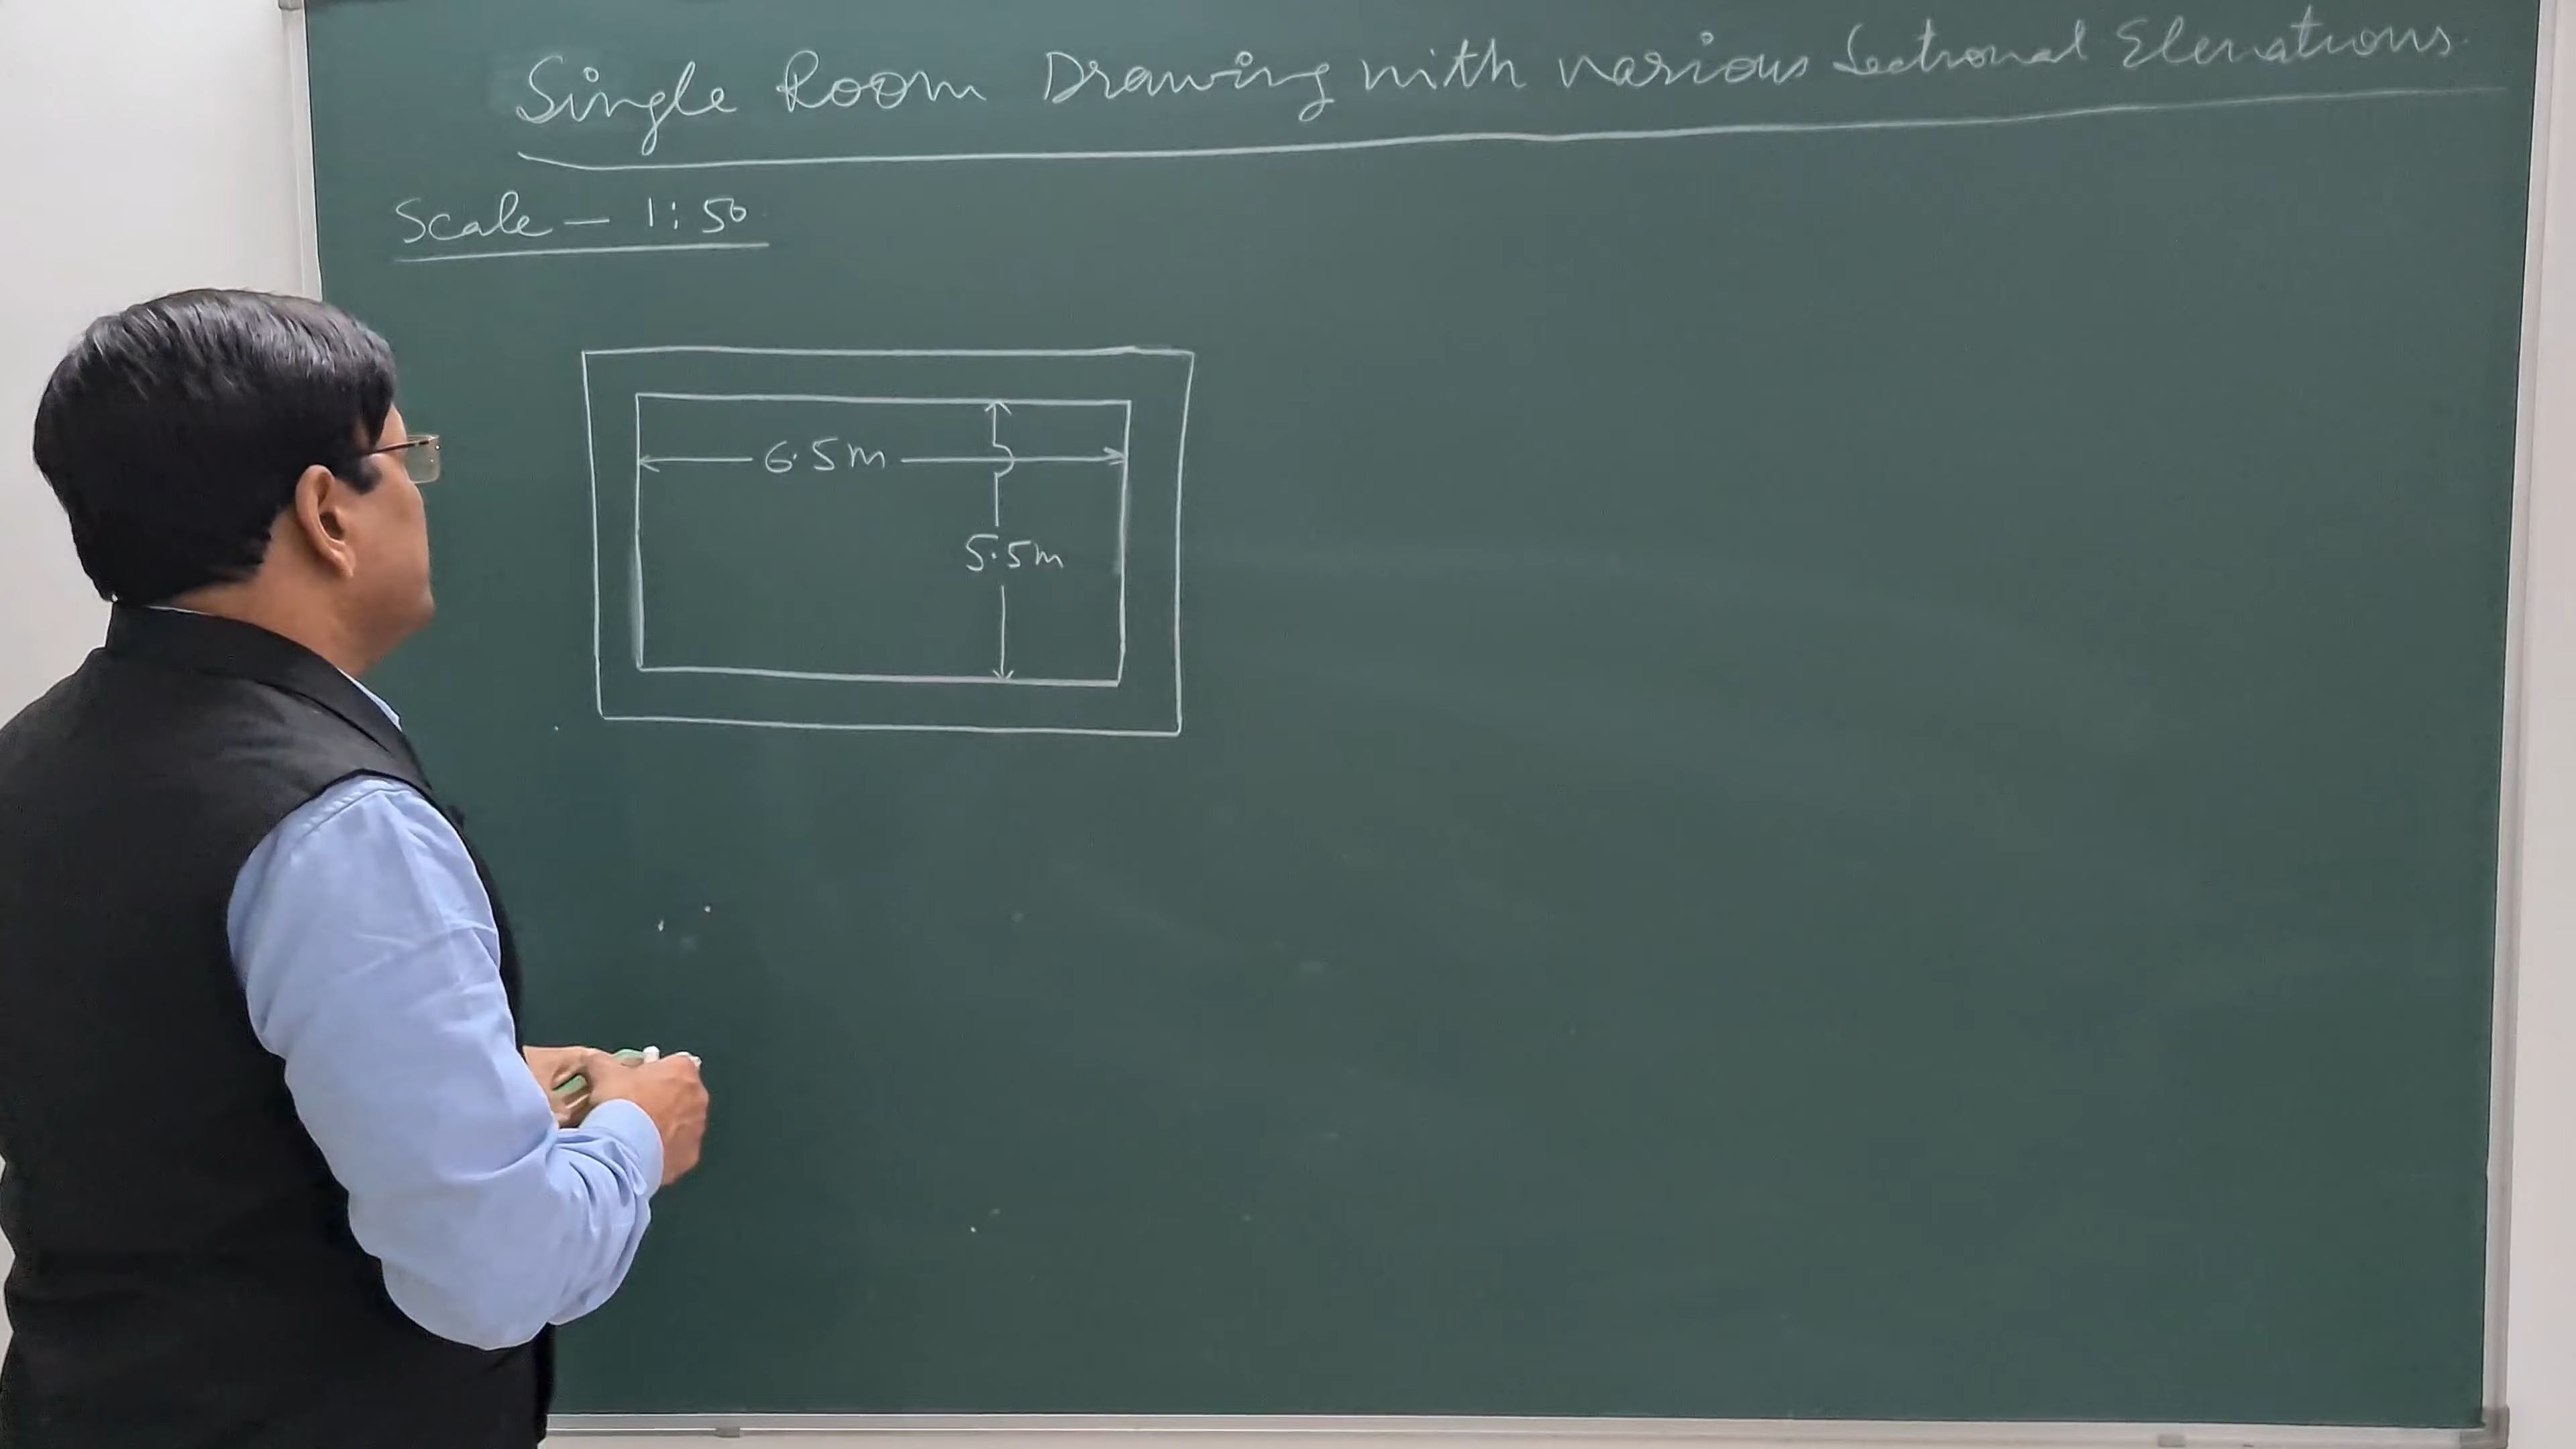 Single Room Drawing with various Sectional Elevations.
Scale - 1:50
6.5m
5.5m